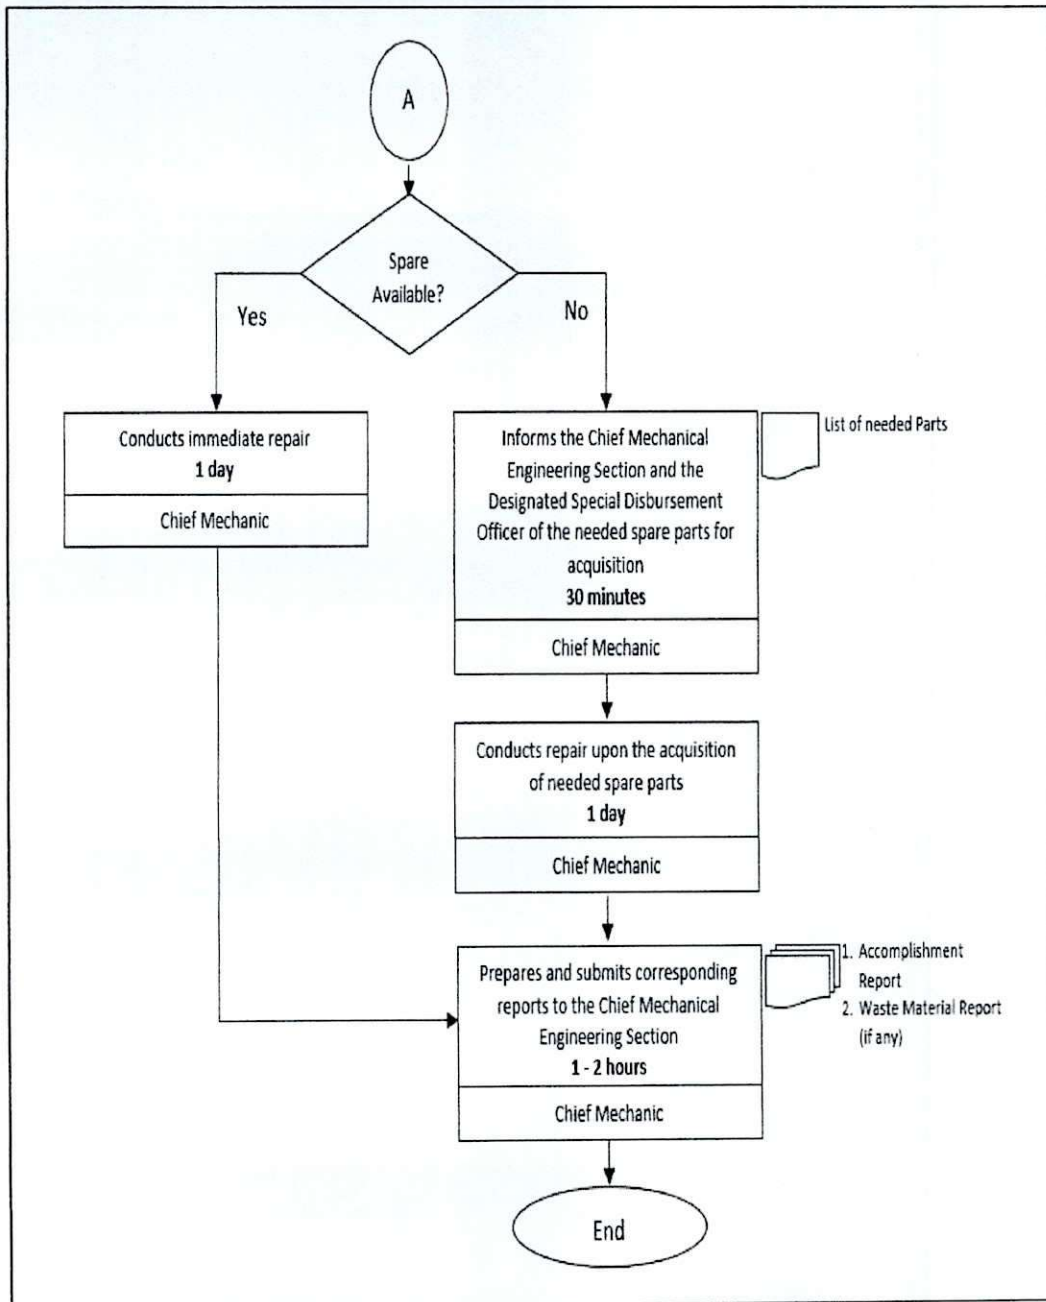 A
Spare
Available?
Yes
No
Conducts immediate repair
1 day
Chief Mechanic
Informs the Chief Mechanical
Engineering Section and the
Designated Special Disbursement
Officer of the needed spare parts for
acquisition
30 minutes
Chief Mechanic
List of needed Parts
Conducts repair upon the acquisition
of needed spare parts
1 day
Chief Mechanic
Prepares and submits corresponding
reports to the Chief Mechanical
Engineering Section
1 - 2 hours
Chief Mechanic
1. Accomplishment
Report
2. Waste Material Report
(if any)
End